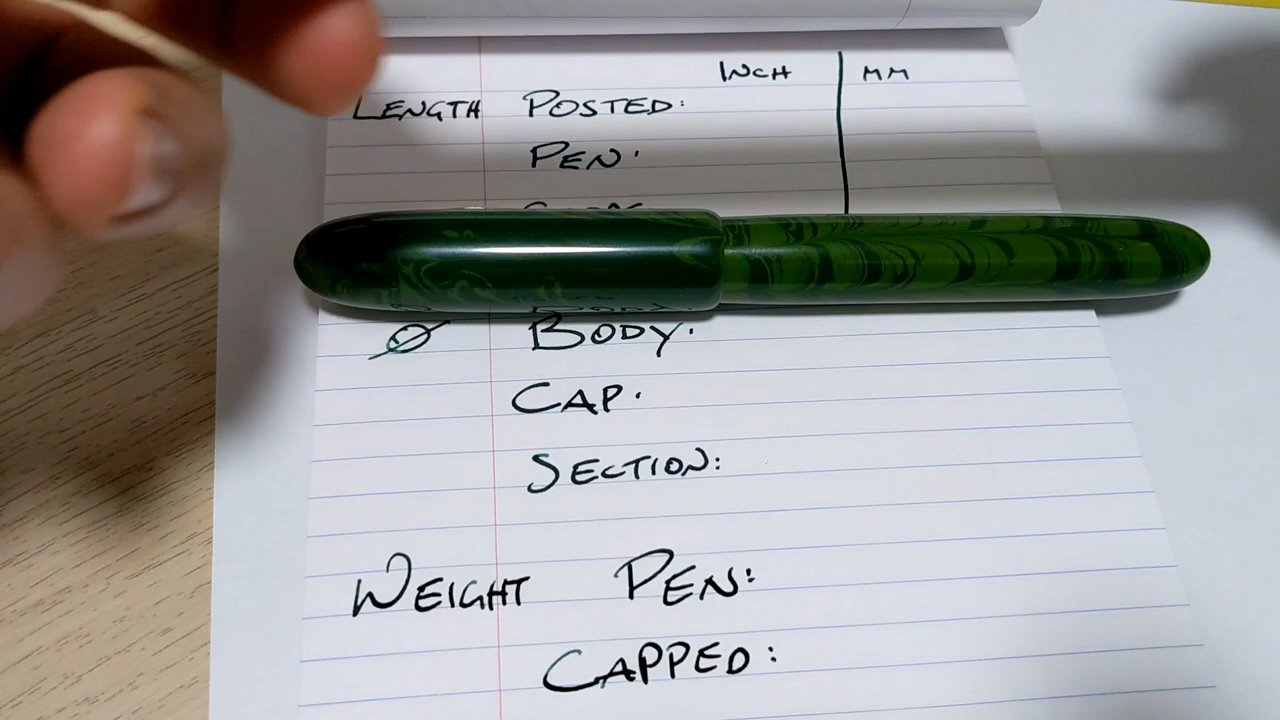 INCH MM
LENGTH POSTED:
PEN:
Ø BODY:
CAP:
SECTION:
WEIGHT PEN:
CAPPED: